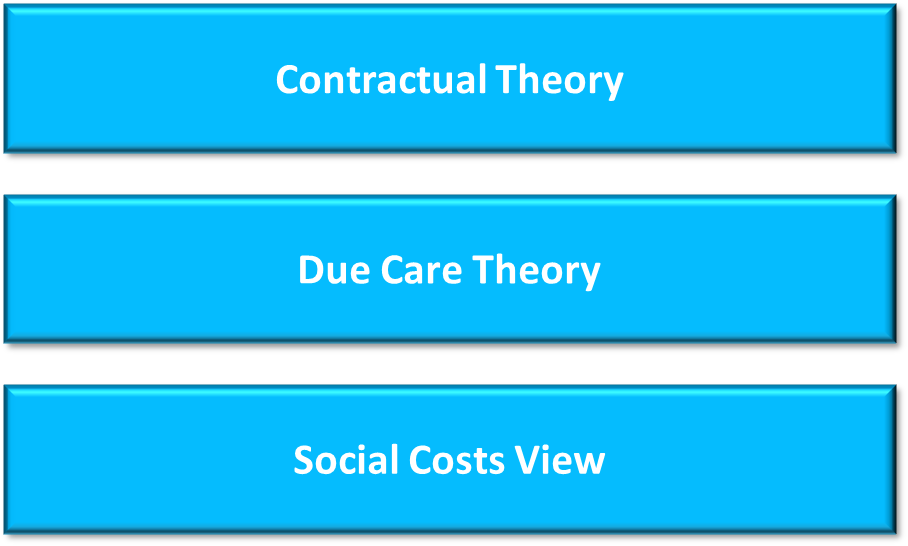 Contractual Theory
Due Care Theory
Social Costs View